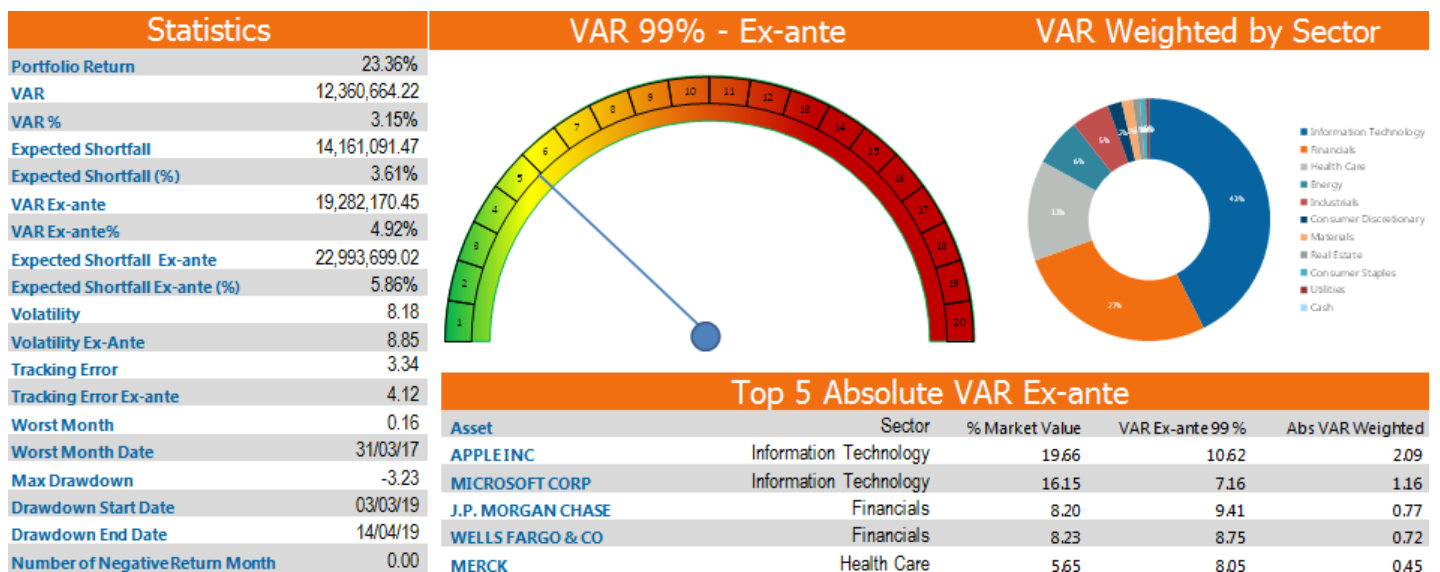 Statistics
Portfolio Return 23.36%
VAR 12,360,664.22
VAR % 3.15%
Expected Shortfall 14,161,091.47
Expected Shortfall (%) 3.61%
VAR Ex-ante 19,282,170.45
VAR Ex-ante% 4.92%
Expected Shortfall Ex-ante 22,993,699.02
Expected Shortfall Ex-ante (%) 5.86%
Volatility 8.18
Volatility Ex-Ante 8.85
Tracking Error 3.34
Tracking Error Ex-ante 4.12
Worst Month 0.16
Worst Month Date 31/03/17
Max Drawdown -3.23
Drawdown Start Date 03/03/19
Drawdown End Date 14/04/19
Number of Negative Return Month 0.00
VAR 99% - Ex-ante
1
2
3
4
5
6
7
8
9
10
11
12
13
14
15
16
17
18
19
20
VAR Weighted by Sector
43%
13%
6%
5%
Information Technology
Financials
Health Care
Energy
Industrials
Consumer Discretionary
Materials
Real Estate
Consumer Staples
Utilities
Cash
Top 5 Absolute VAR Ex-ante
Asset Sector % Market Value VAR Ex-ante 99 % Abs VAR Weighted
APPLE INC Information Technology 19.66 10.62 2.09
MICROSOFT CORP Information Technology 16.15 7.16 1.16
J.P. MORGAN CHASE Financials 8.20 9.41 0.77
WELLS FARGO & CO Financials 8.23 8.75 0.72
MERCK Health Care 5.65 8.05 0.45